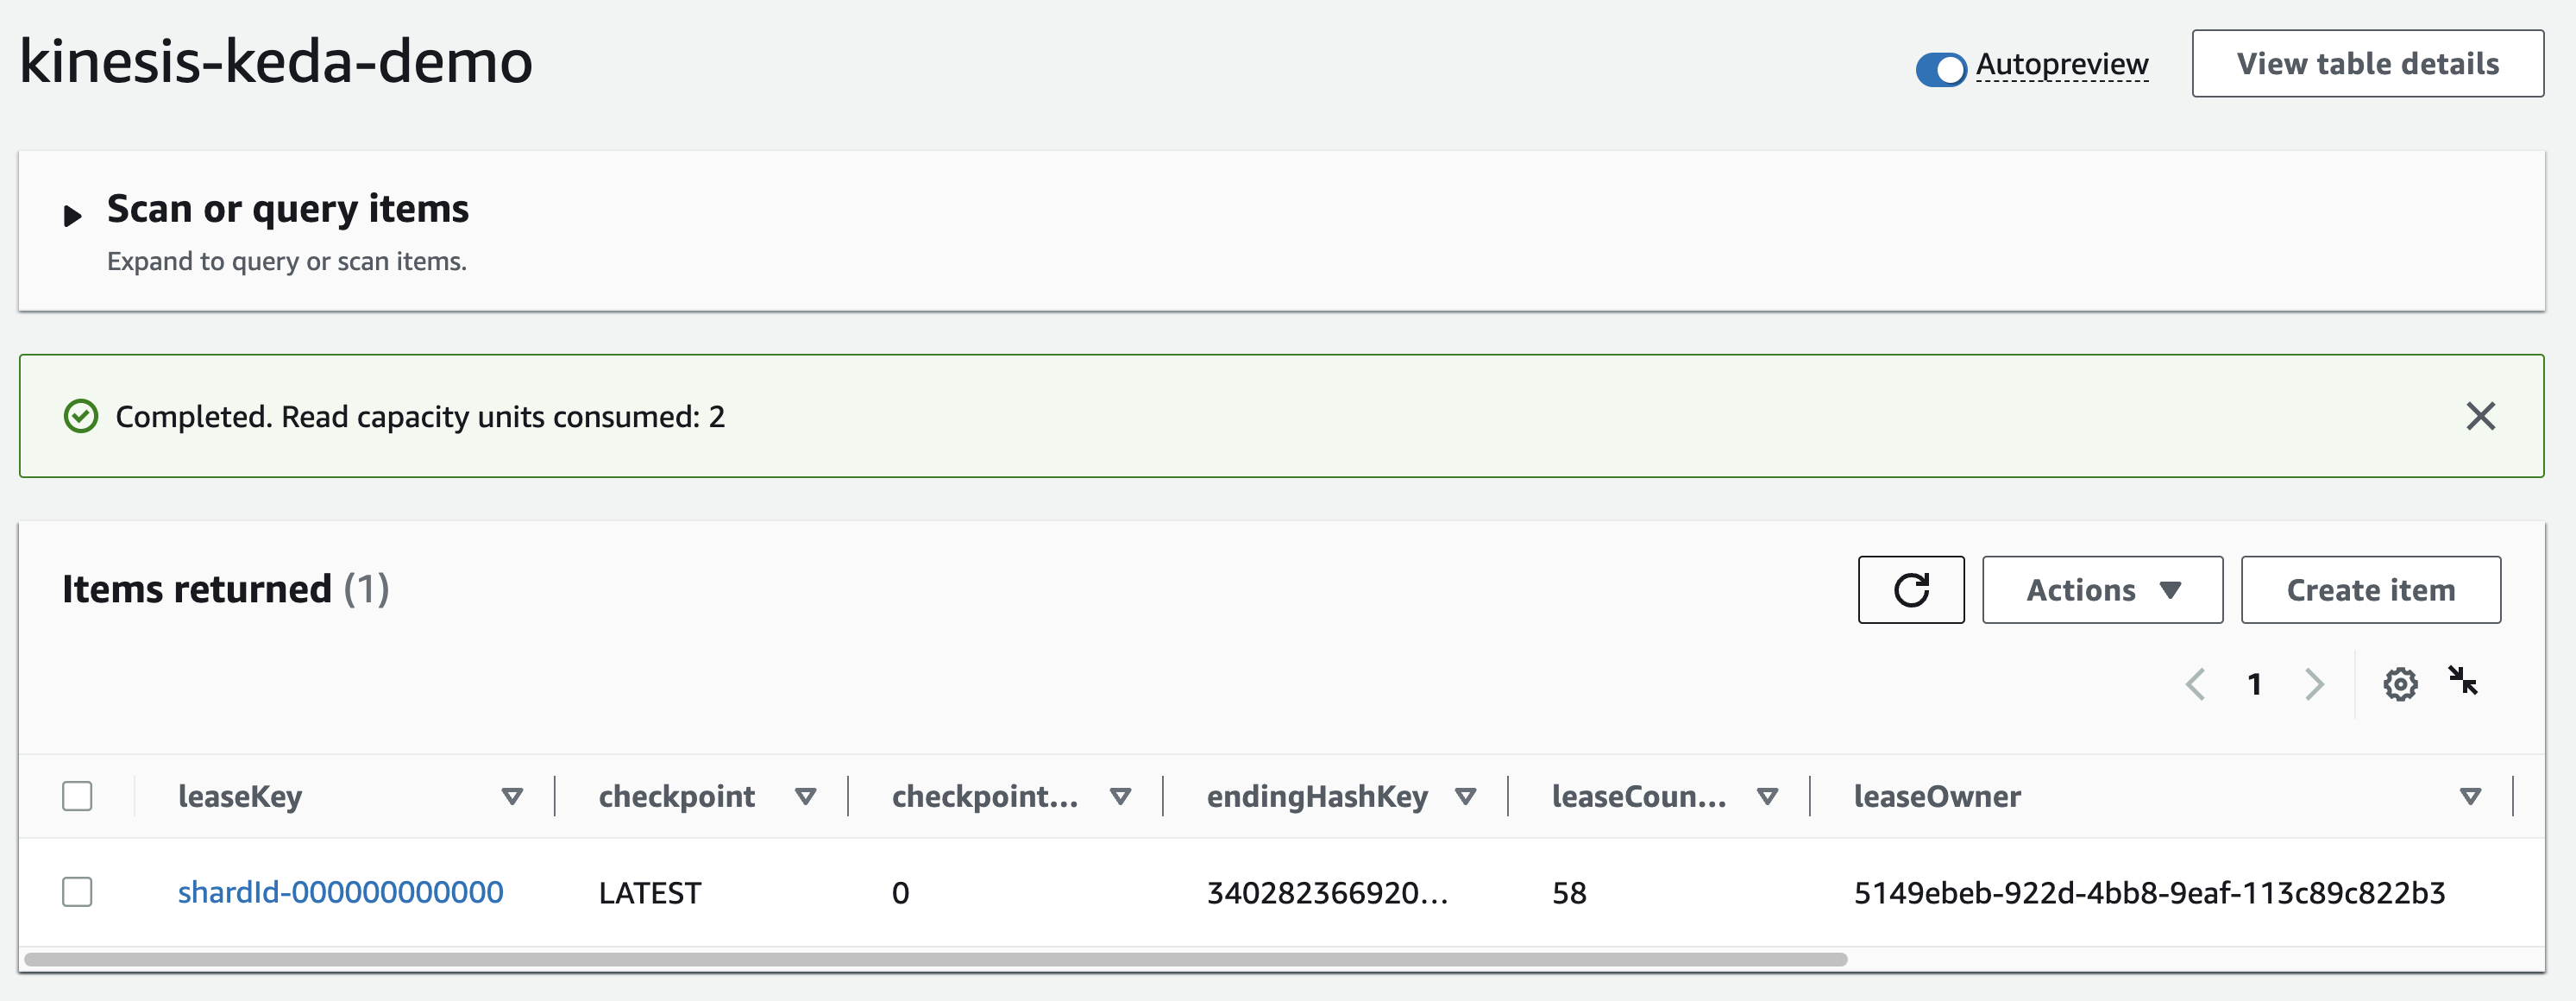 kinesis-keda-demo
Autopreview
View table details
Scan or query items
Expand to query or scan items.
Completed. Read capacity units consumed: 2
Items returned (1)
Actions
Create item
1
leaseKey checkpoint checkpoint... endingHashKey leaseCoun... leaseOwner
shardId-000000000000 LATEST 0 340282366920... 58 5149ebeb-922d-4bb8-9eaf-113c89c822b3